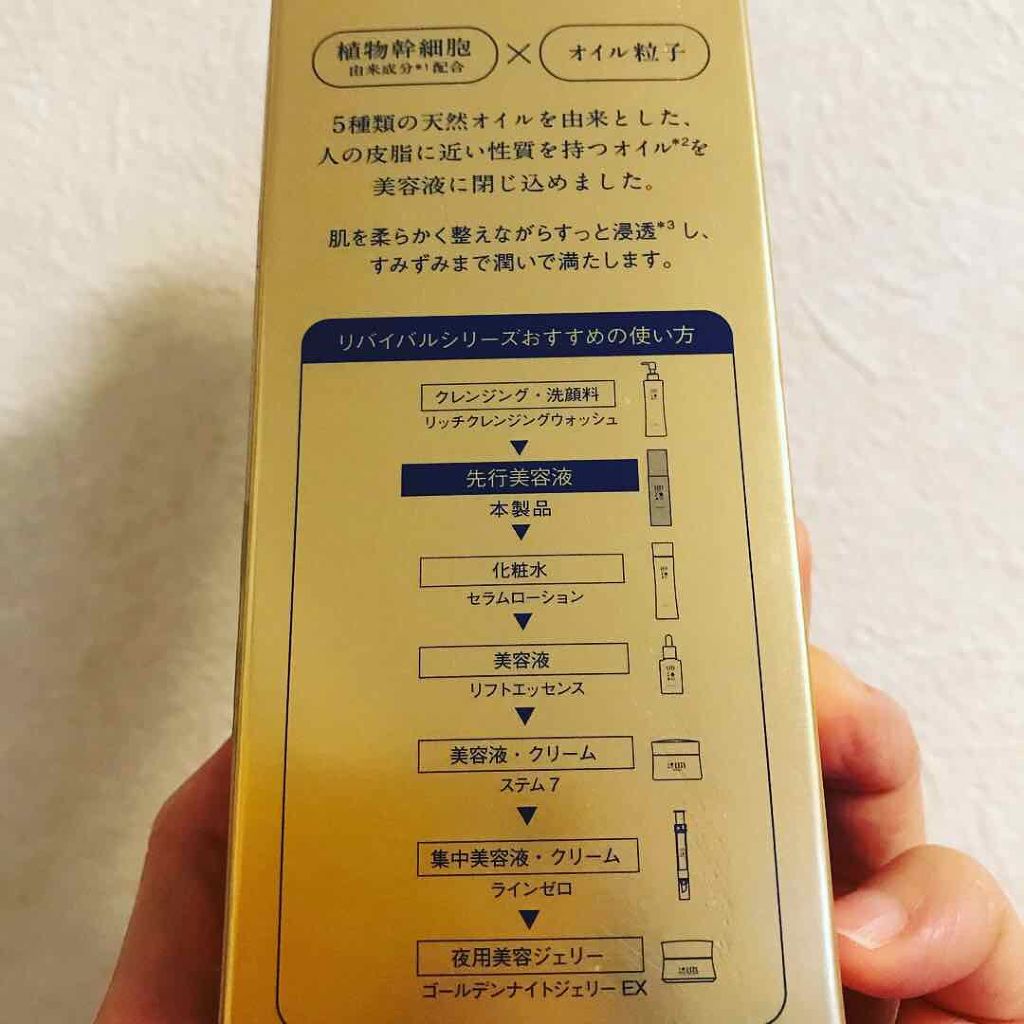 植物幹細胞
由来成分*1配合
×
オイル粒子
5種類の天然オイルを由来とした、
人の皮脂に近い性質を持つオイル*2を
美容液に閉じ込めました。
肌を柔らかく整えながらすっと浸透*3し、
すみずみまで潤いで満たします。
リバイバルシリーズおすすめの使い方
クレンジング・洗顔料
リッチクレンジングウォッシュ
▼
先行美容液
本製品
▼
化粧水
セラムローション
▼
美容液
リフトエッセンス
▼
美容液・クリーム
ステム7
▼
集中美容液・クリーム
ラインゼロ
▼
夜用美容ジェリー
ゴールデンナイトジェリー EX